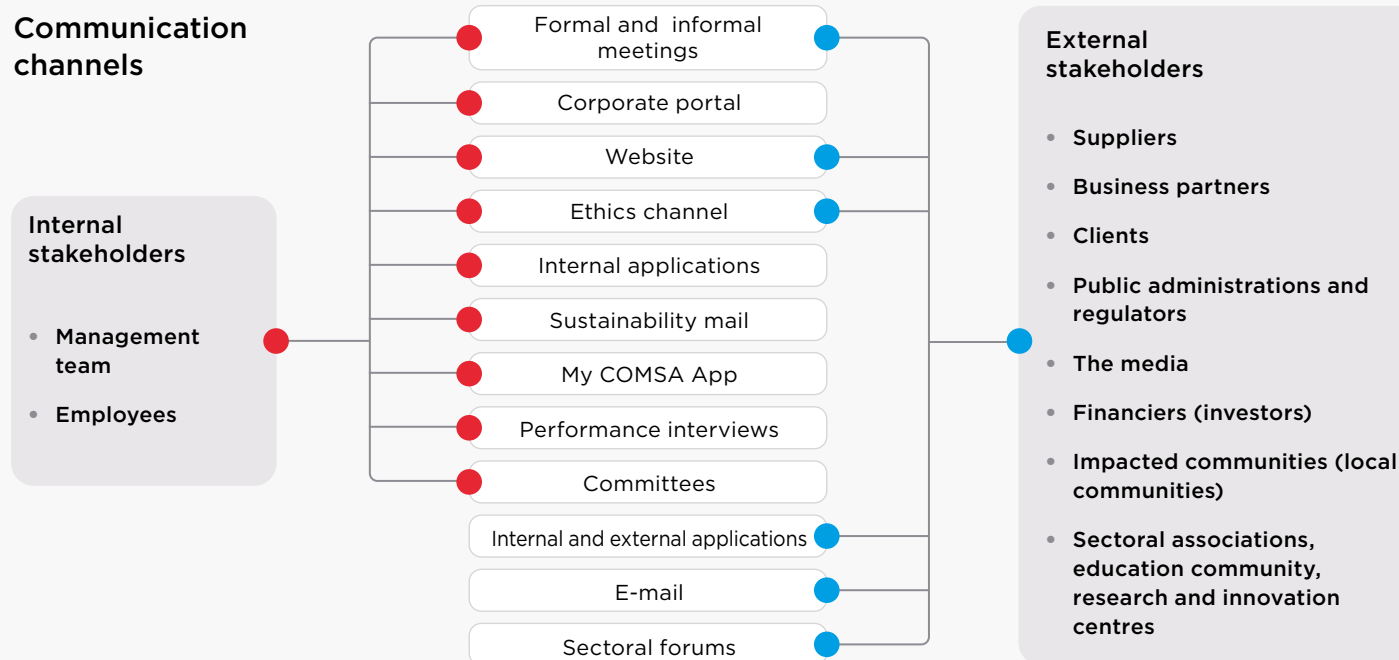 Communication
channels
Internal
stakeholders
• Management
team
• Employees
Formal and informal
meetings
Corporate portal
Website
Ethics channel
Internal applications
Sustainability mail
My COMSA App
Performance interviews
Committees
Internal and external applications
E-mail
Sectoral forums
External
stakeholders
• Suppliers
• Business partners
• Clients
• Public administrations and
regulators
• The media
• Financiers (investors)
• Impacted communities (local
communities)
• Sectoral associations,
education community,
research and innovation
centres